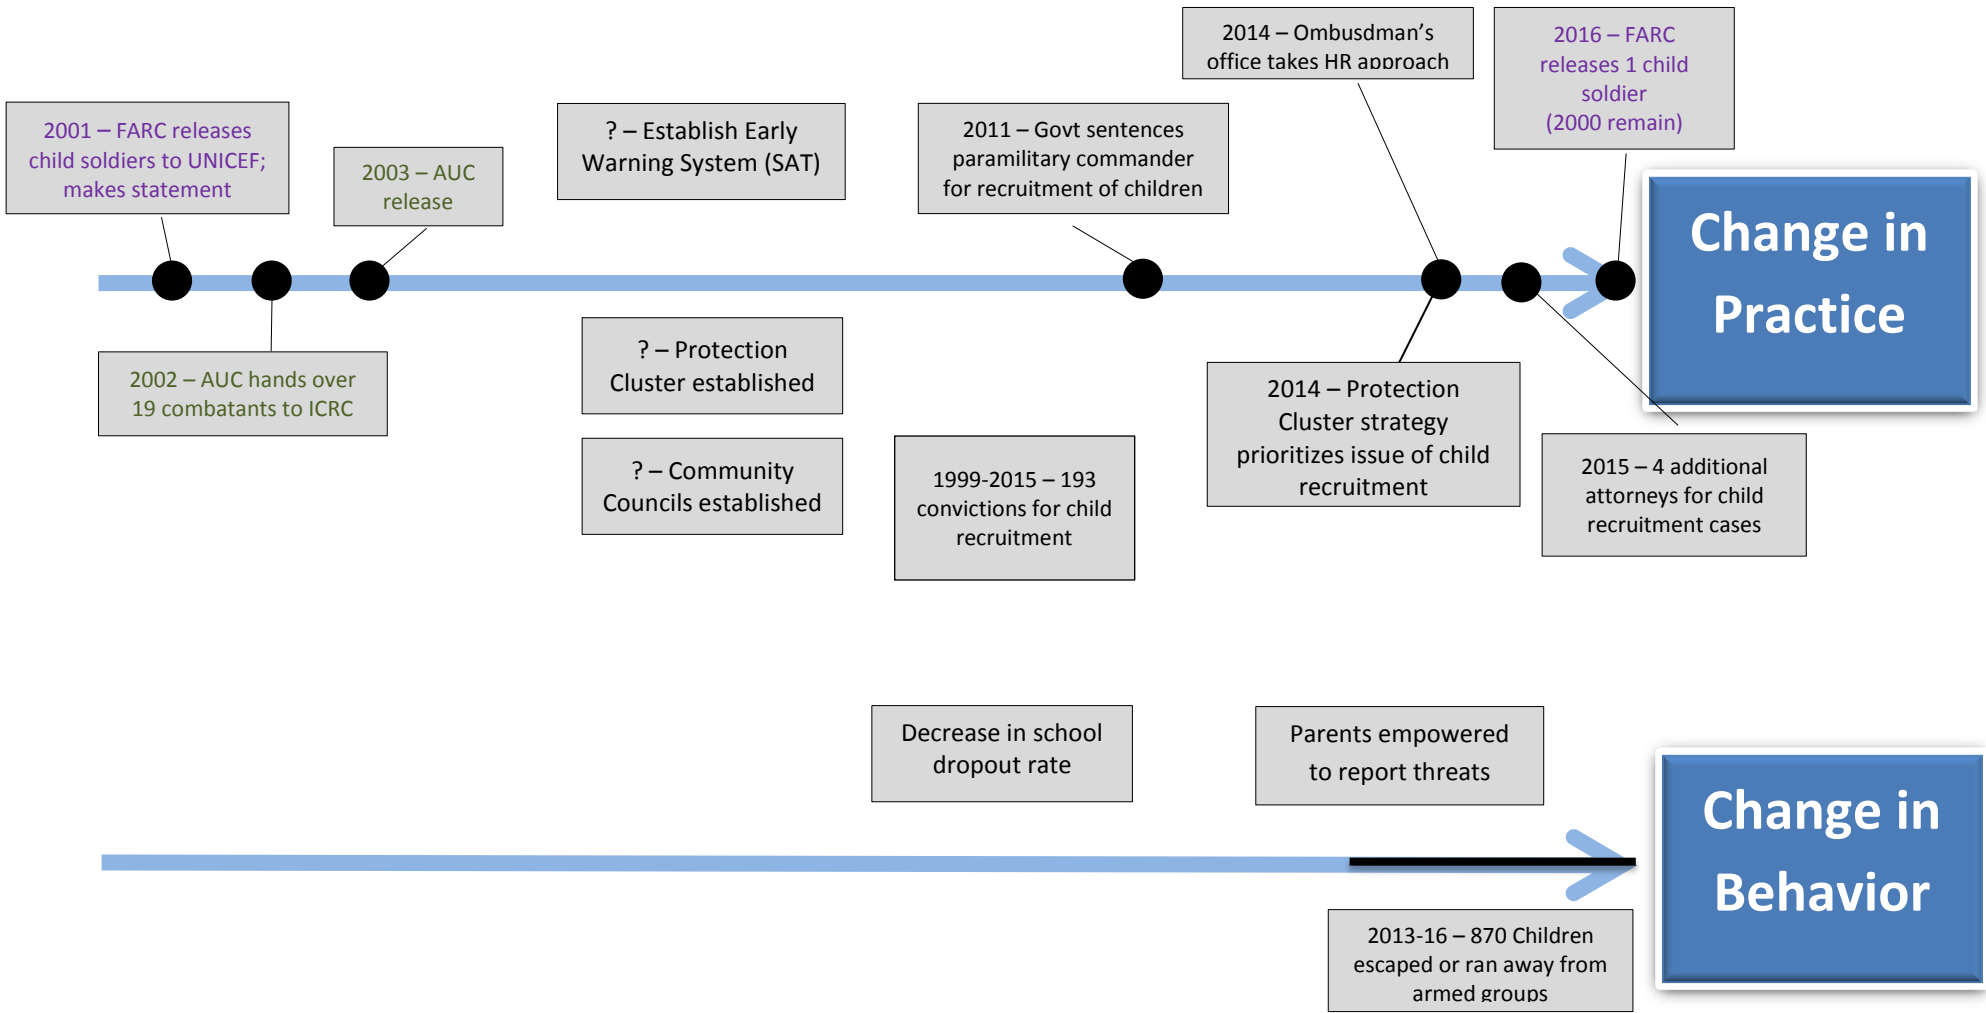 2014 – Ombusdman’s
office takes HR approach
2016 – FARC
releases 1 child
soldier
(2000 remain)
2001 – FARC releases
child soldiers to UNICEF;
makes statement
2003 – AUC
release
? – Establish Early
Warning System (SAT)
2011 – Govt sentences
paramilitary commander
for recruitment of children
Change in
Practice
2002 – AUC hands over
19 combatants to ICRC
? – Protection
Cluster established
? – Community
Councils established
1999-2015 – 193
convictions for child
recruitment
2014 – Protection
Cluster strategy
prioritizes issue of child
recruitment
2015 – 4 additional
attorneys for child
recruitment cases
Decrease in school
dropout rate
Parents empowered
to report threats
Change in
Behavior
2013-16 – 870 Children
escaped or ran away from
armed groups